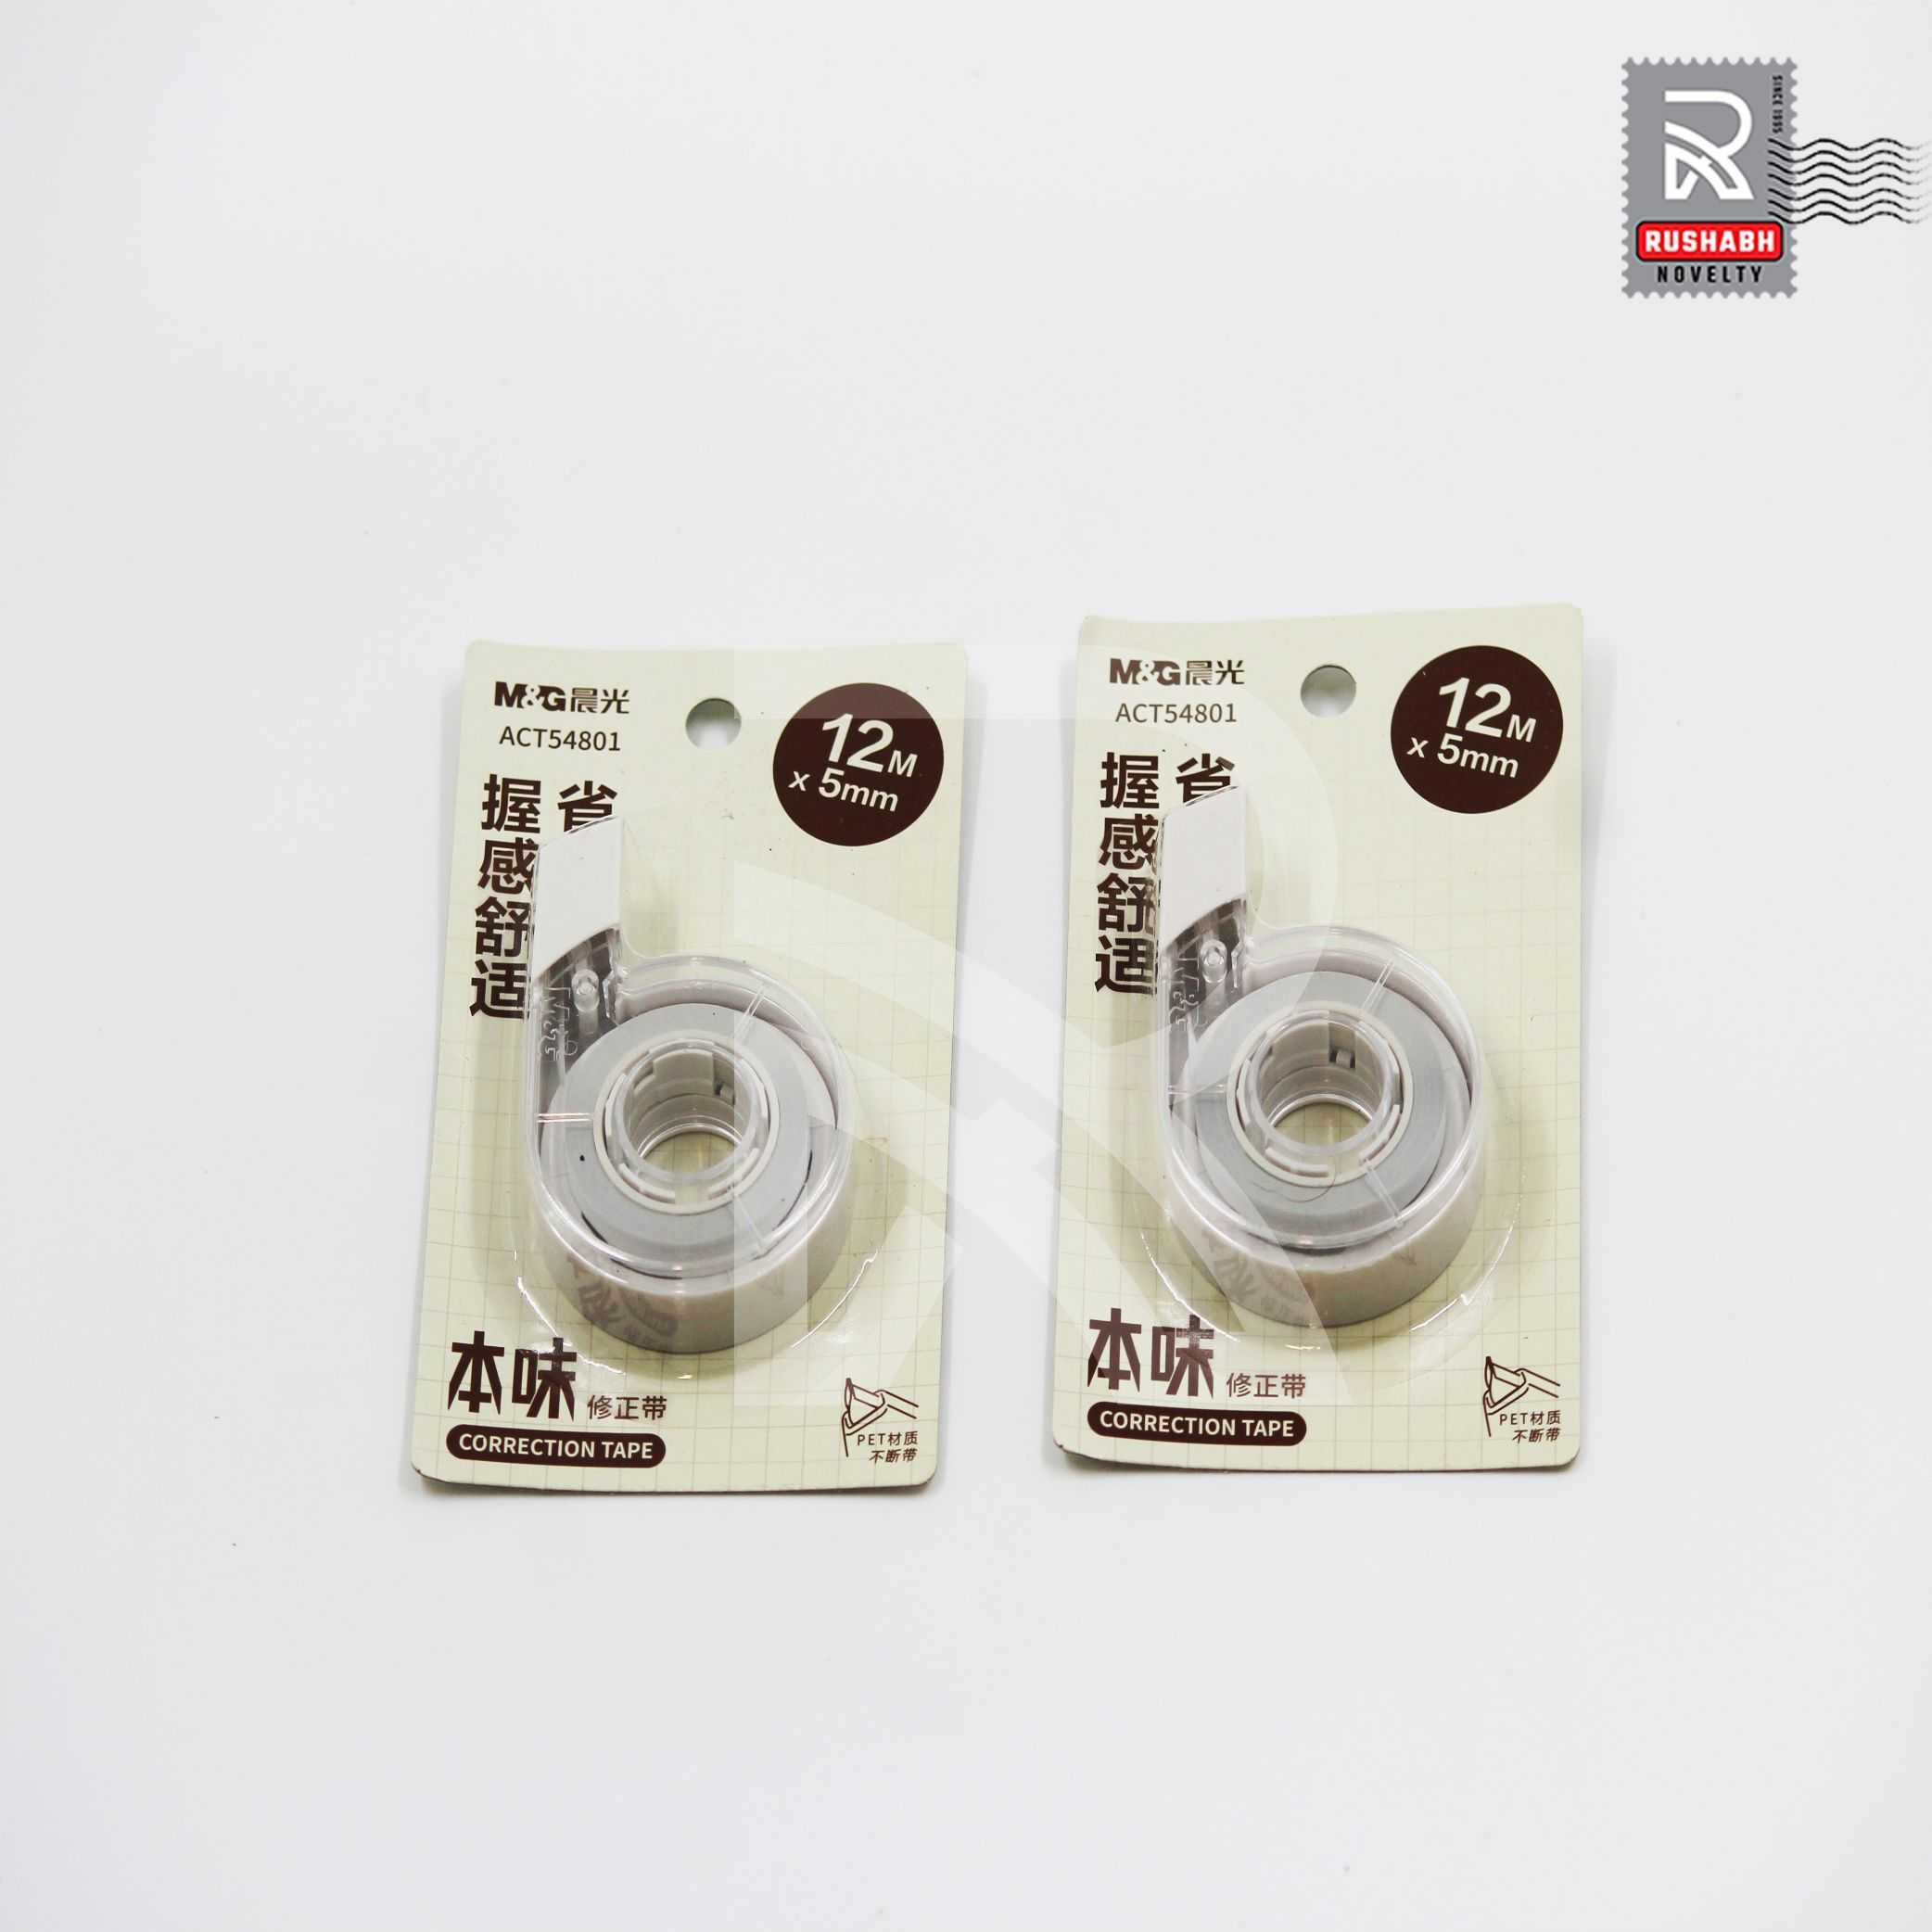 SINCE 1995
RUSHABH
NOVELTY
M&G晨光
ACT54801
12M
x 5mm
省
握感舒适
本味 修正带
CORRECTION TAPE
PET材质
不断带
M&G晨光
ACT54801
12M
x 5mm
省
握感舒适
本味 修正带
CORRECTION TAPE
PET材质
不断带